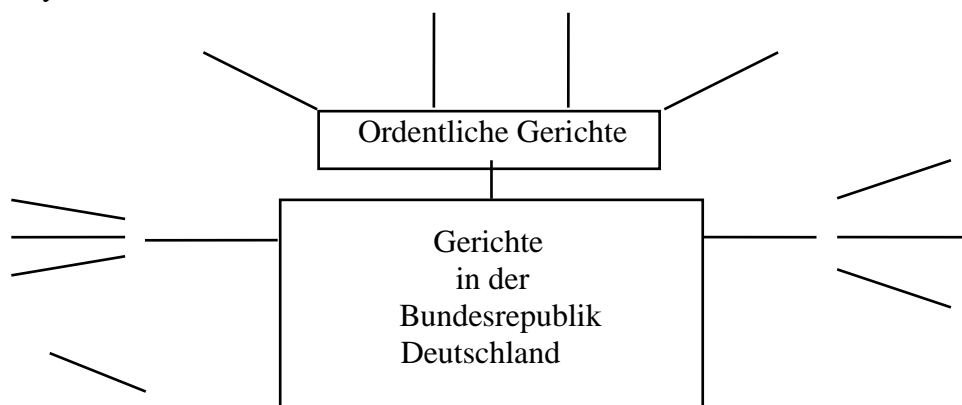 Ordentliche Gerichte
Gerichte
in der
Bundesrepublik
Deutschland